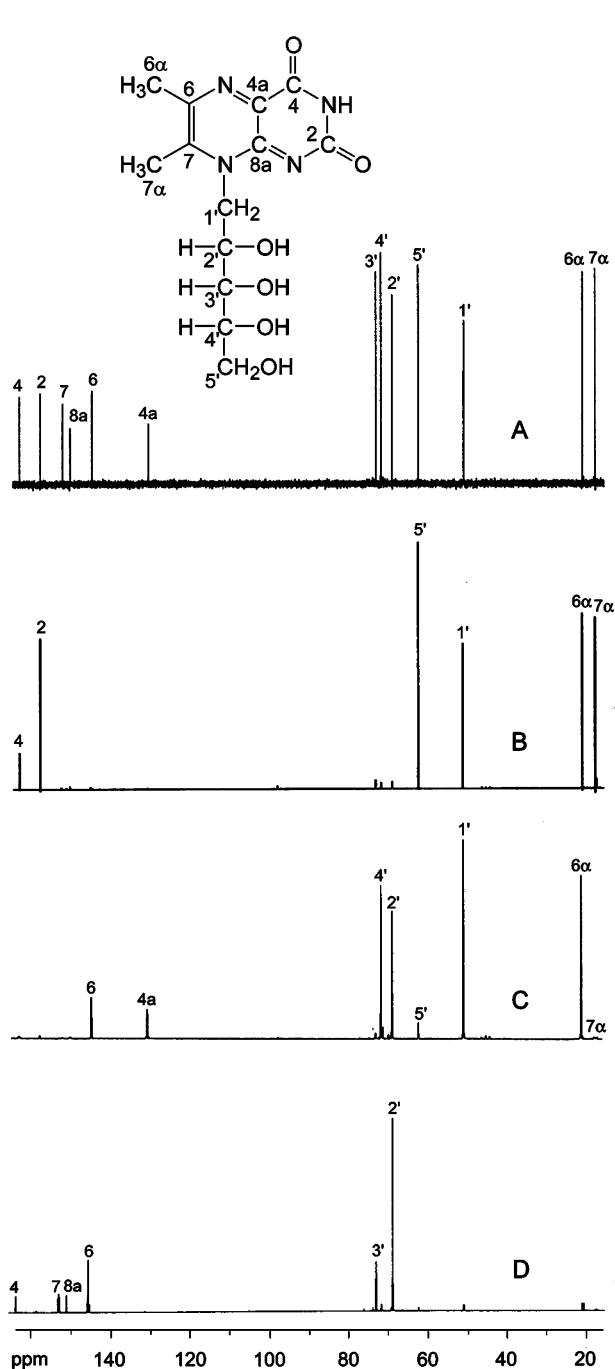 O
6α
H₃C
6
N
4a
4
NH
2
O
H₃C
7
7α
N
8a
N
1'
CH₂
H
C
OH
2'
H
C
OH
3'
H
C
OH
4'
5'
CH₂OH
4
2
7
8a
6
4a
3'
4'
2'
5'
1'
6α
7α
A
4
2
5'
1'
6α
7α
B
6
4a
4'
2'
5'
1'
6α
7α
C
4
7
8a
6
3'
2'
D
ppm 140 120 100 80 60 40 20